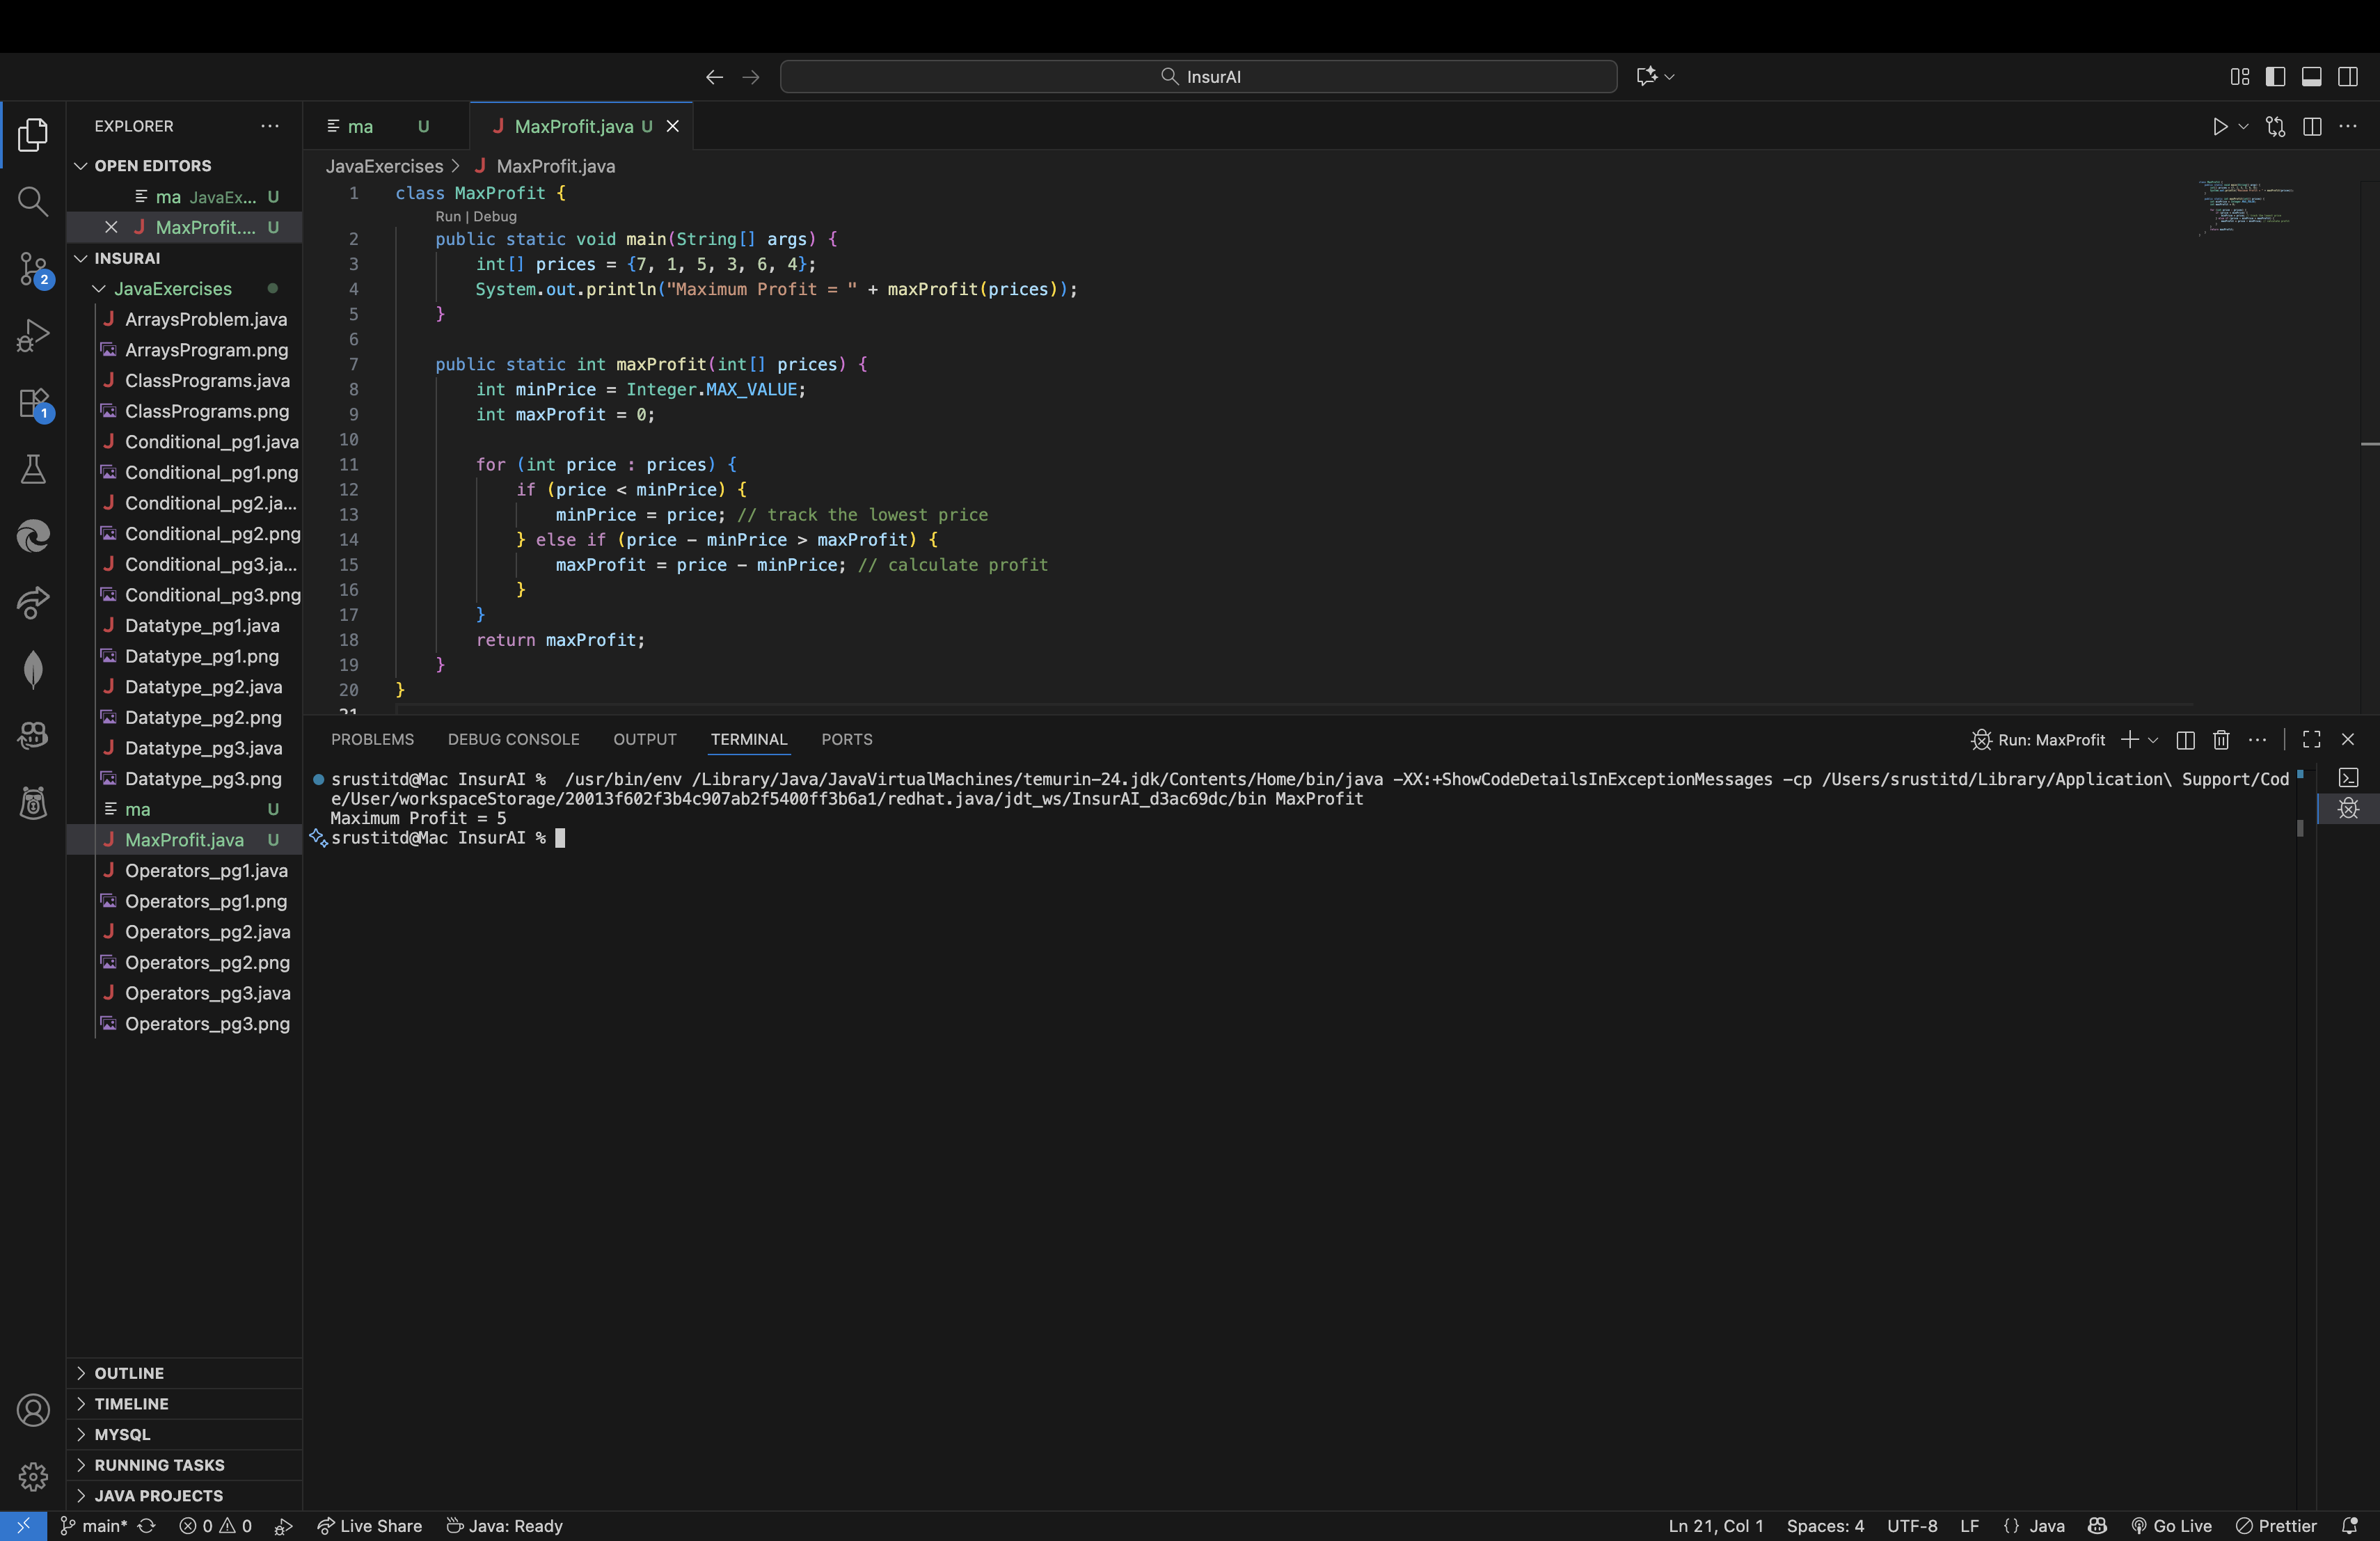 InsurAI
EXPLORER
OPEN EDITORS
ma JavaEx... U
MaxProfit.... U
INSURAI
JavaExercises
ArraysProblem.java
ArraysProgram.png
ClassPrograms.java
ClassPrograms.png
Conditional_pg1.java
Conditional_pg1.png
Conditional_pg2.ja...
Conditional_pg2.png
Conditional_pg3.ja...
Conditional_pg3.png
Datatype_pg1.java
Datatype_pg1.png
Datatype_pg2.java
Datatype_pg2.png
Datatype_pg3.java
Datatype_pg3.png
ma U
MaxProfit.java U
Operators_pg1.java
Operators_pg1.png
Operators_pg2.java
Operators_pg2.png
Operators_pg3.java
Operators_pg3.png
OUTLINE
TIMELINE
MYSQL
RUNNING TASKS
JAVA PROJECTS
2
1
ma U
MaxProfit.java U
JavaExercises > MaxProfit.java
1 class MaxProfit {
Run | Debug
2 public static void main(String[] args) {
3 int[] prices = {7, 1, 5, 3, 6, 4};
4 System.out.println("Maximum Profit = " + maxProfit(prices));
5 }
6
7 public static int maxProfit(int[] prices) {
8 int minPrice = Integer.MAX_VALUE;
9 int maxProfit = 0;
10
11 for (int price : prices) {
12 if (price < minPrice) {
13 minPrice = price; // track the lowest price
14 } else if (price - minPrice > maxProfit) {
15 maxProfit = price - minPrice; // calculate profit
16 }
17 }
18 return maxProfit;
19 }
20 }
21
PROBLEMS DEBUG CONSOLE OUTPUT TERMINAL PORTS
Run: MaxProfit
srustitd@Mac InsurAI % /usr/bin/env /Library/Java/JavaVirtualMachines/temurin-24.jdk/Contents/Home/bin/java -XX:+ShowCodeDetailsInExceptionMessages -cp /Users/srustitd/Library/Application\ Support/Cod
e/User/workspaceStorage/20013f602f3b4c907ab2f5400ff3b6a1/redhat.java/jdt_ws/InsurAI_d3ac69dc/bin MaxProfit
Maximum Profit = 5
srustitd@Mac InsurAI %
main* 0 0 Live Share Java: Ready
Ln 21, Col 1 Spaces: 4 UTF-8 LF {} Java Go Live Prettier